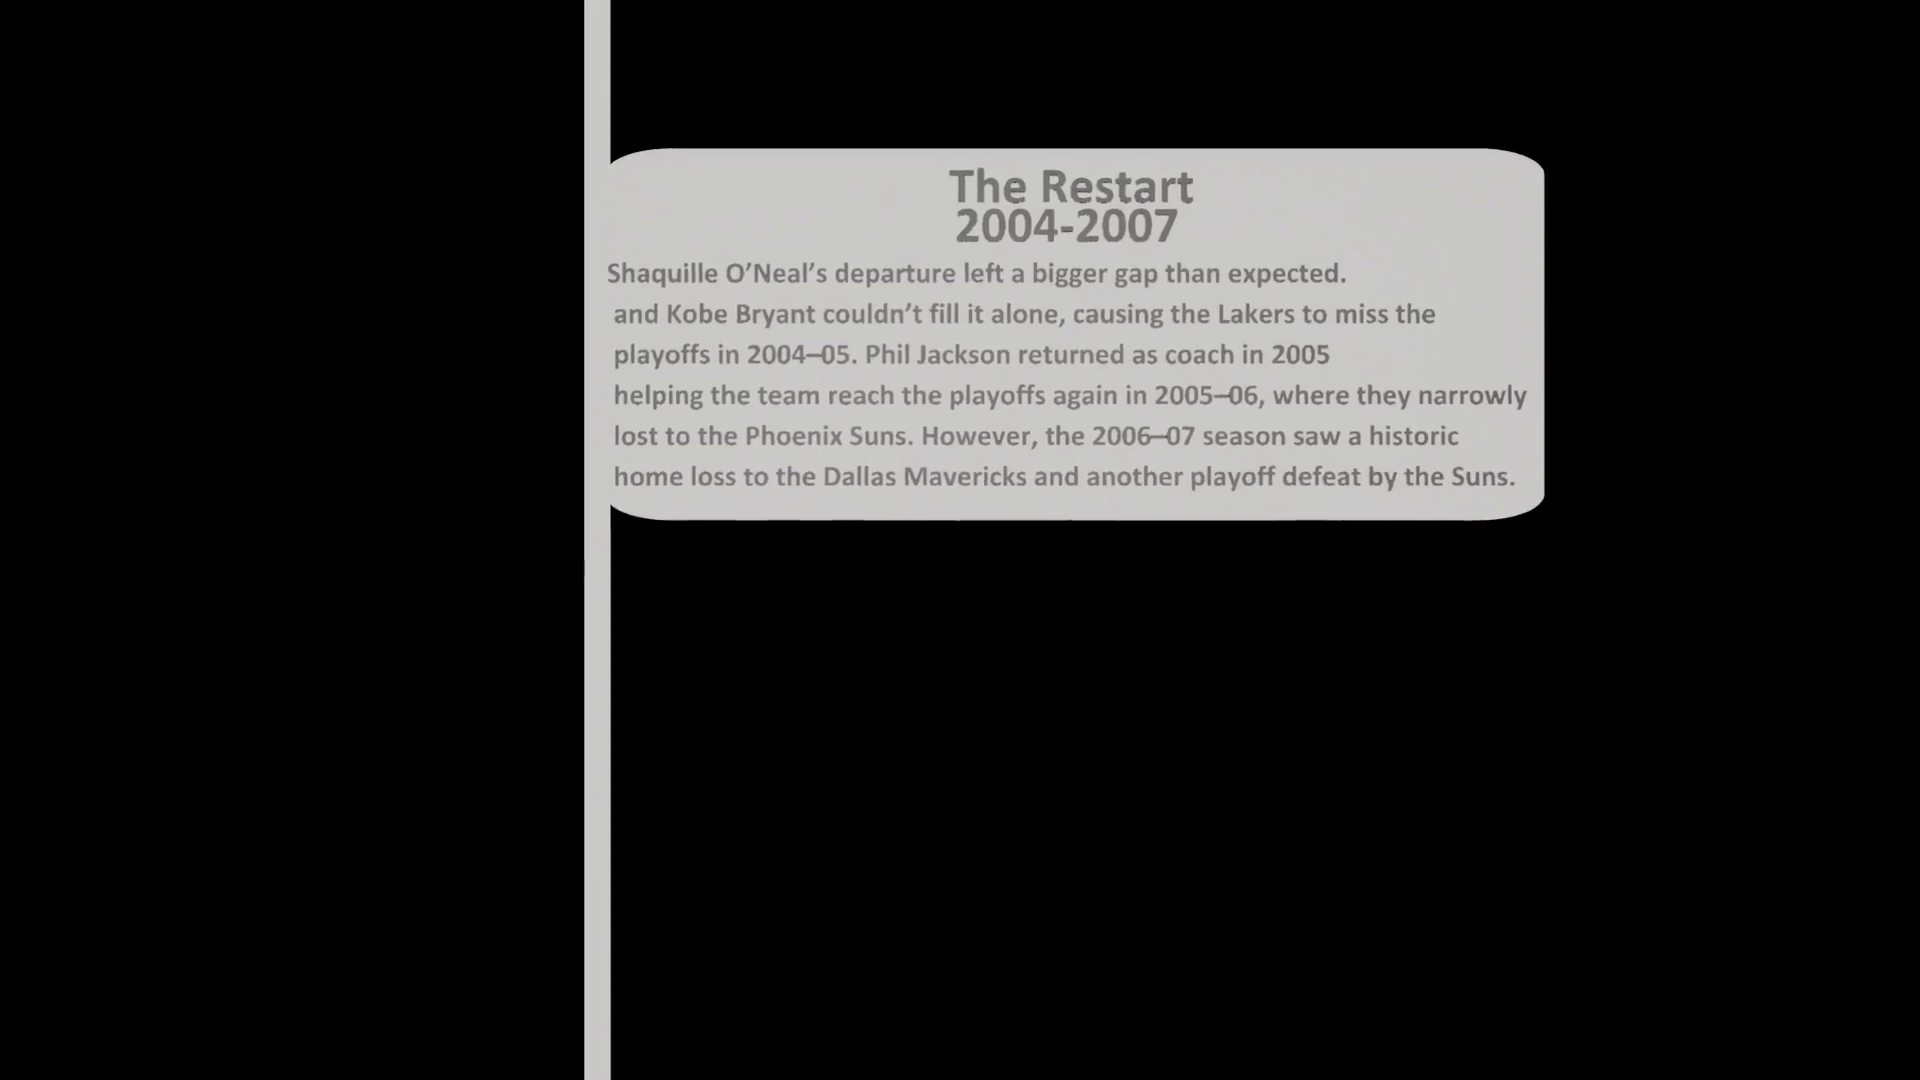 The Restart
2004-2007
Shaquille O’Neal’s departure left a bigger gap than expected.
and Kobe Bryant couldn’t fill it alone, causing the Lakers to miss the
playoffs in 2004–05. Phil Jackson returned as coach in 2005
helping the team reach the playoffs again in 2005–06, where they narrowly
lost to the Phoenix Suns. However, the 2006–07 season saw a historic
home loss to the Dallas Mavericks and another playoff defeat by the Suns.